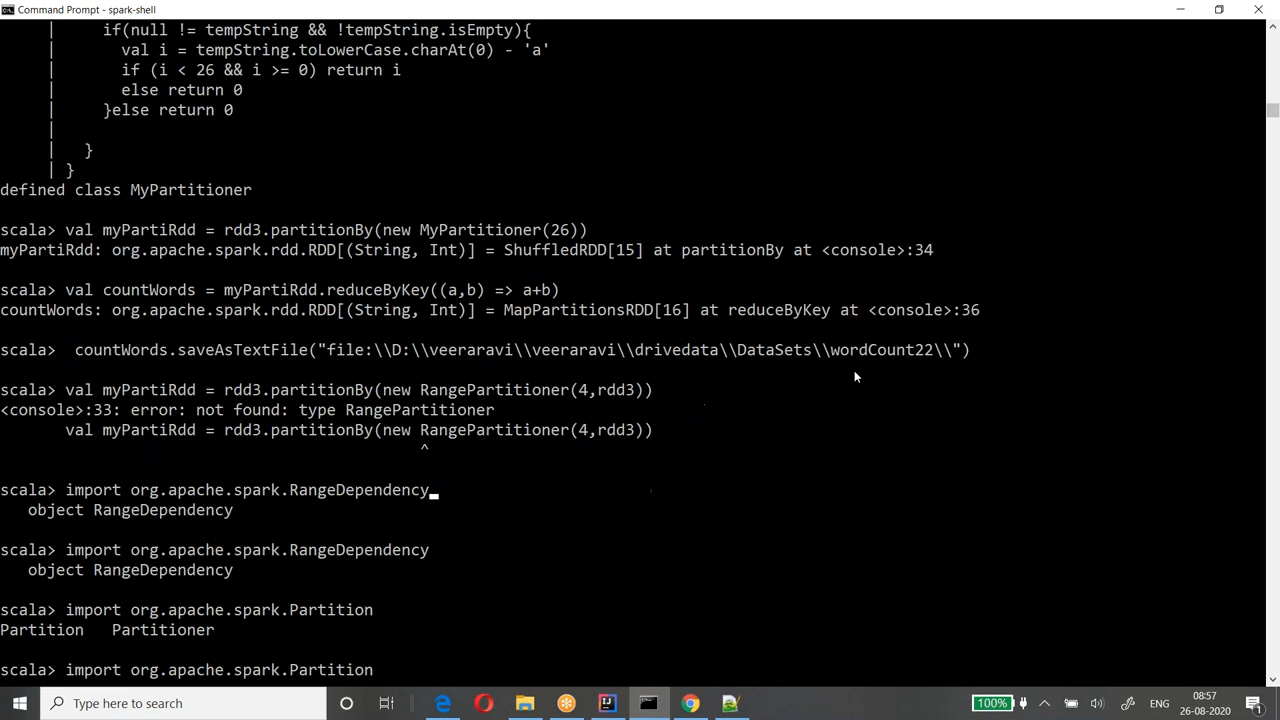 Command Prompt - spark-shell
| if(null != tempString && !tempString.isEmpty){
| val i = tempString.toLowerCase.charAt(0) - 'a'
| if (i < 26 && i >= 0) return i
| else return 0
| }else return 0
|
| }
| }
defined class MyPartitioner
scala> val myPartiRdd = rdd3.partitionBy(new MyPartitioner(26))
myPartiRdd: org.apache.spark.rdd.RDD[(String, Int)] = ShuffledRDD[15] at partitionBy at <console>:34
scala> val countWords = myPartiRdd.reduceByKey((a,b) => a+b)
countWords: org.apache.spark.rdd.RDD[(String, Int)] = MapPartitionsRDD[16] at reduceByKey at <console>:36
scala>  countWords.saveAsTextFile("file:\\D:\\veeraravi\\veeraravi\\drivedata\\DataSets\\wordCount22\\")
scala> val myPartiRdd = rdd3.partitionBy(new RangePartitioner(4,rdd3))
<console>:33: error: not found: type RangePartitioner
val myPartiRdd = rdd3.partitionBy(new RangePartitioner(4,rdd3))
^
scala> import org.apache.spark.RangeDependency
object RangeDependency
scala> import org.apache.spark.RangeDependency
object RangeDependency
scala> import org.apache.spark.Partition
Partition   Partitioner
scala> import org.apache.spark.Partition
Type here to search
100%
ENG
08:57
26-08-2020
1